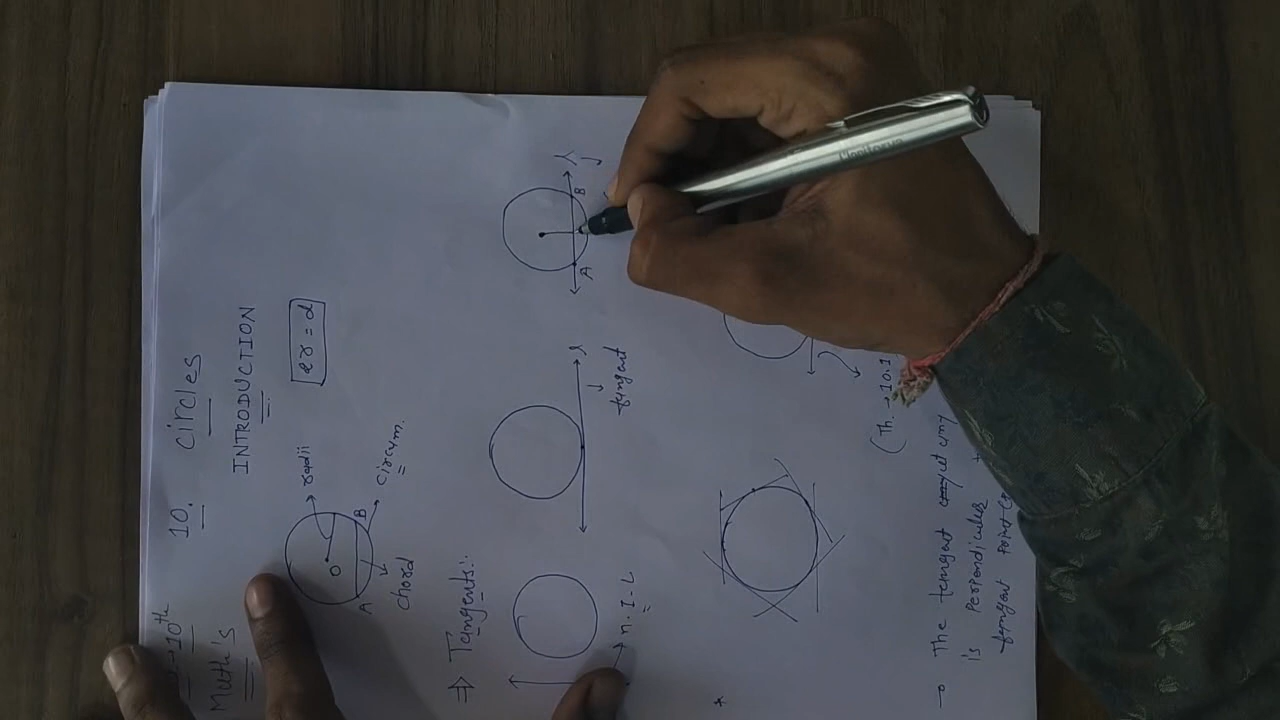 → 10th
Math's
10. Circles
INTRODUCTION
radii
O
A
B
circum.
chord
2r = d
⇒ Tangents:
n. I - L
l
↓
tangent
A
B
*
(Th. → 10.1
→ The tangent any
is Perpendicular
tangent point